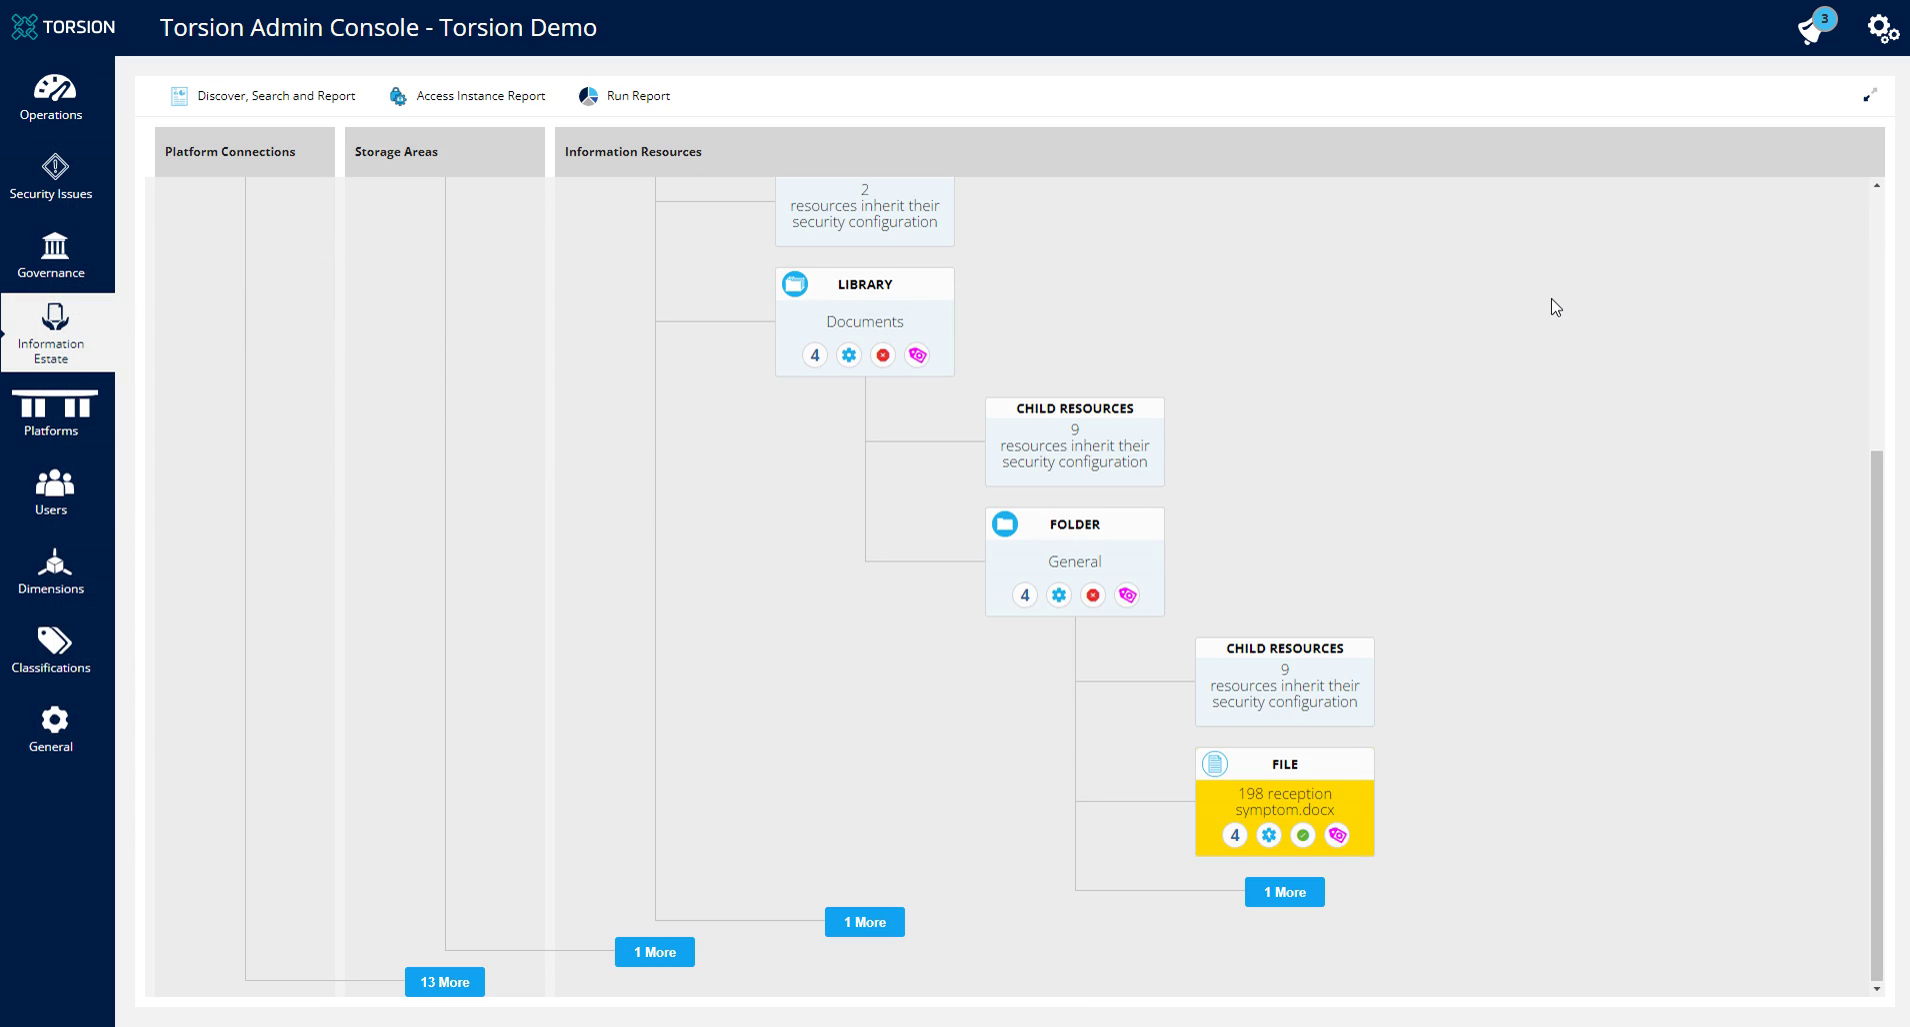 TORSION
Torsion Admin Console - Torsion Demo
3
Operations
Security Issues
Governance
Information
Estate
Platforms
Users
Dimensions
Classifications
General
Discover, Search and Report
Access Instance Report
Run Report
Platform Connections
Storage Areas
Information Resources
2
resources inherit their
security configuration
LIBRARY
Documents
4
CHILD RESOURCES
9
resources inherit their
security configuration
FOLDER
General
4
CHILD RESOURCES
9
resources inherit their
security configuration
FILE
198 reception
symptom.docx
4
1 More
1 More
1 More
13 More